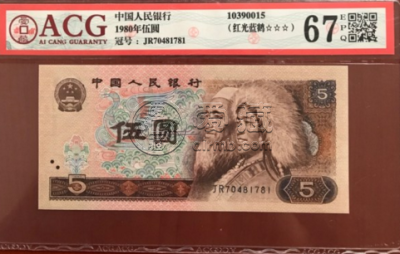 ACG
AI CANG GUARANTY
中国人民银行
1980年伍圆
冠号：JR70481781
10390015
（红光蓝鹤☆☆☆）
67
EPQ
中国人民银行
5
伍圆
JR70481781
5
5